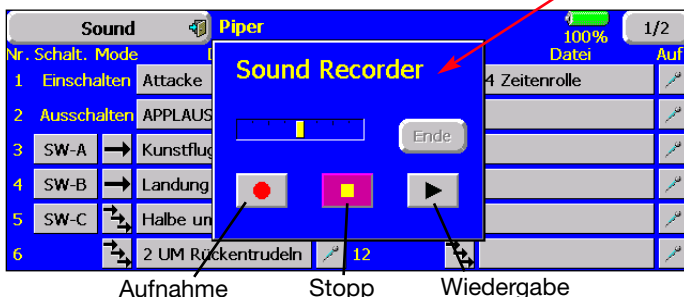 Sound Piper 100% 1/2
Nr. Schalt. Mode Datei Auf
Sound Recorder
1 Einschalten Attacke 4 Zeitenrolle
2 Ausschalten APPLAUS
Ende
3 SW-A Kunstflug
4 SW-B Landung
5 SW-C Halbe un
6 2 UM Rückentrudeln 12
Aufnahme Stopp Wiedergabe